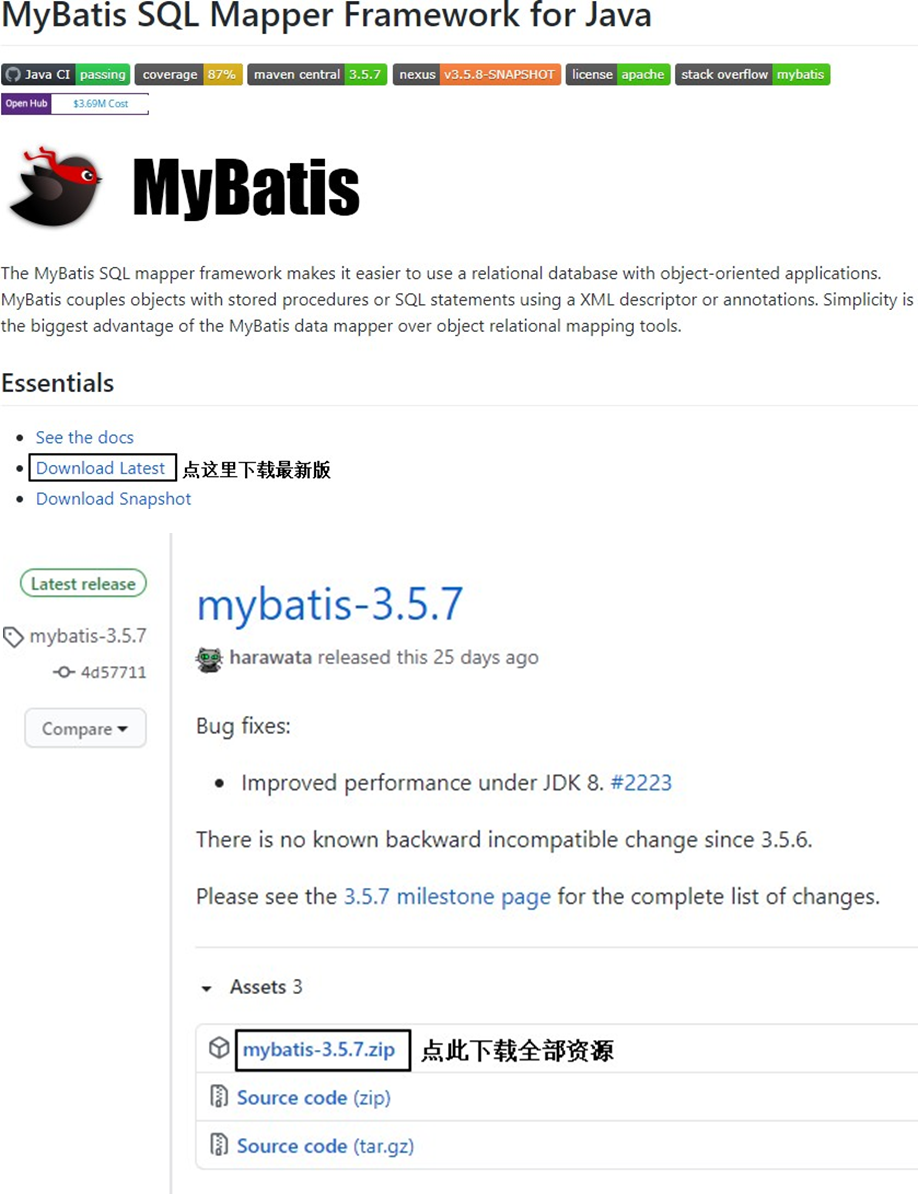 MyBatis SQL Mapper Framework for Java
Java CI passing coverage 87% maven central 3.5.7 nexus v3.5.8-SNAPSHOT license apache stack overflow mybatis
Open Hub $3.69M Cost
MyBatis
The MyBatis SQL mapper framework makes it easier to use a relational database with object-oriented applications.
MyBatis couples objects with stored procedures or SQL statements using a XML descriptor or annotations. Simplicity is
the biggest advantage of the MyBatis data mapper over object relational mapping tools.
Essentials
See the docs
Download Latest 点这里下载最新版
Download Snapshot
Latest release
mybatis-3.5.7
4d57711
Compare
mybatis-3.5.7
harawata released this 25 days ago
Bug fixes:
Improved performance under JDK 8. #2223
There is no known backward incompatible change since 3.5.6.
Please see the 3.5.7 milestone page for the complete list of changes.
Assets 3
mybatis-3.5.7.zip 点此下载全部资源
Source code (zip)
Source code (tar.gz)